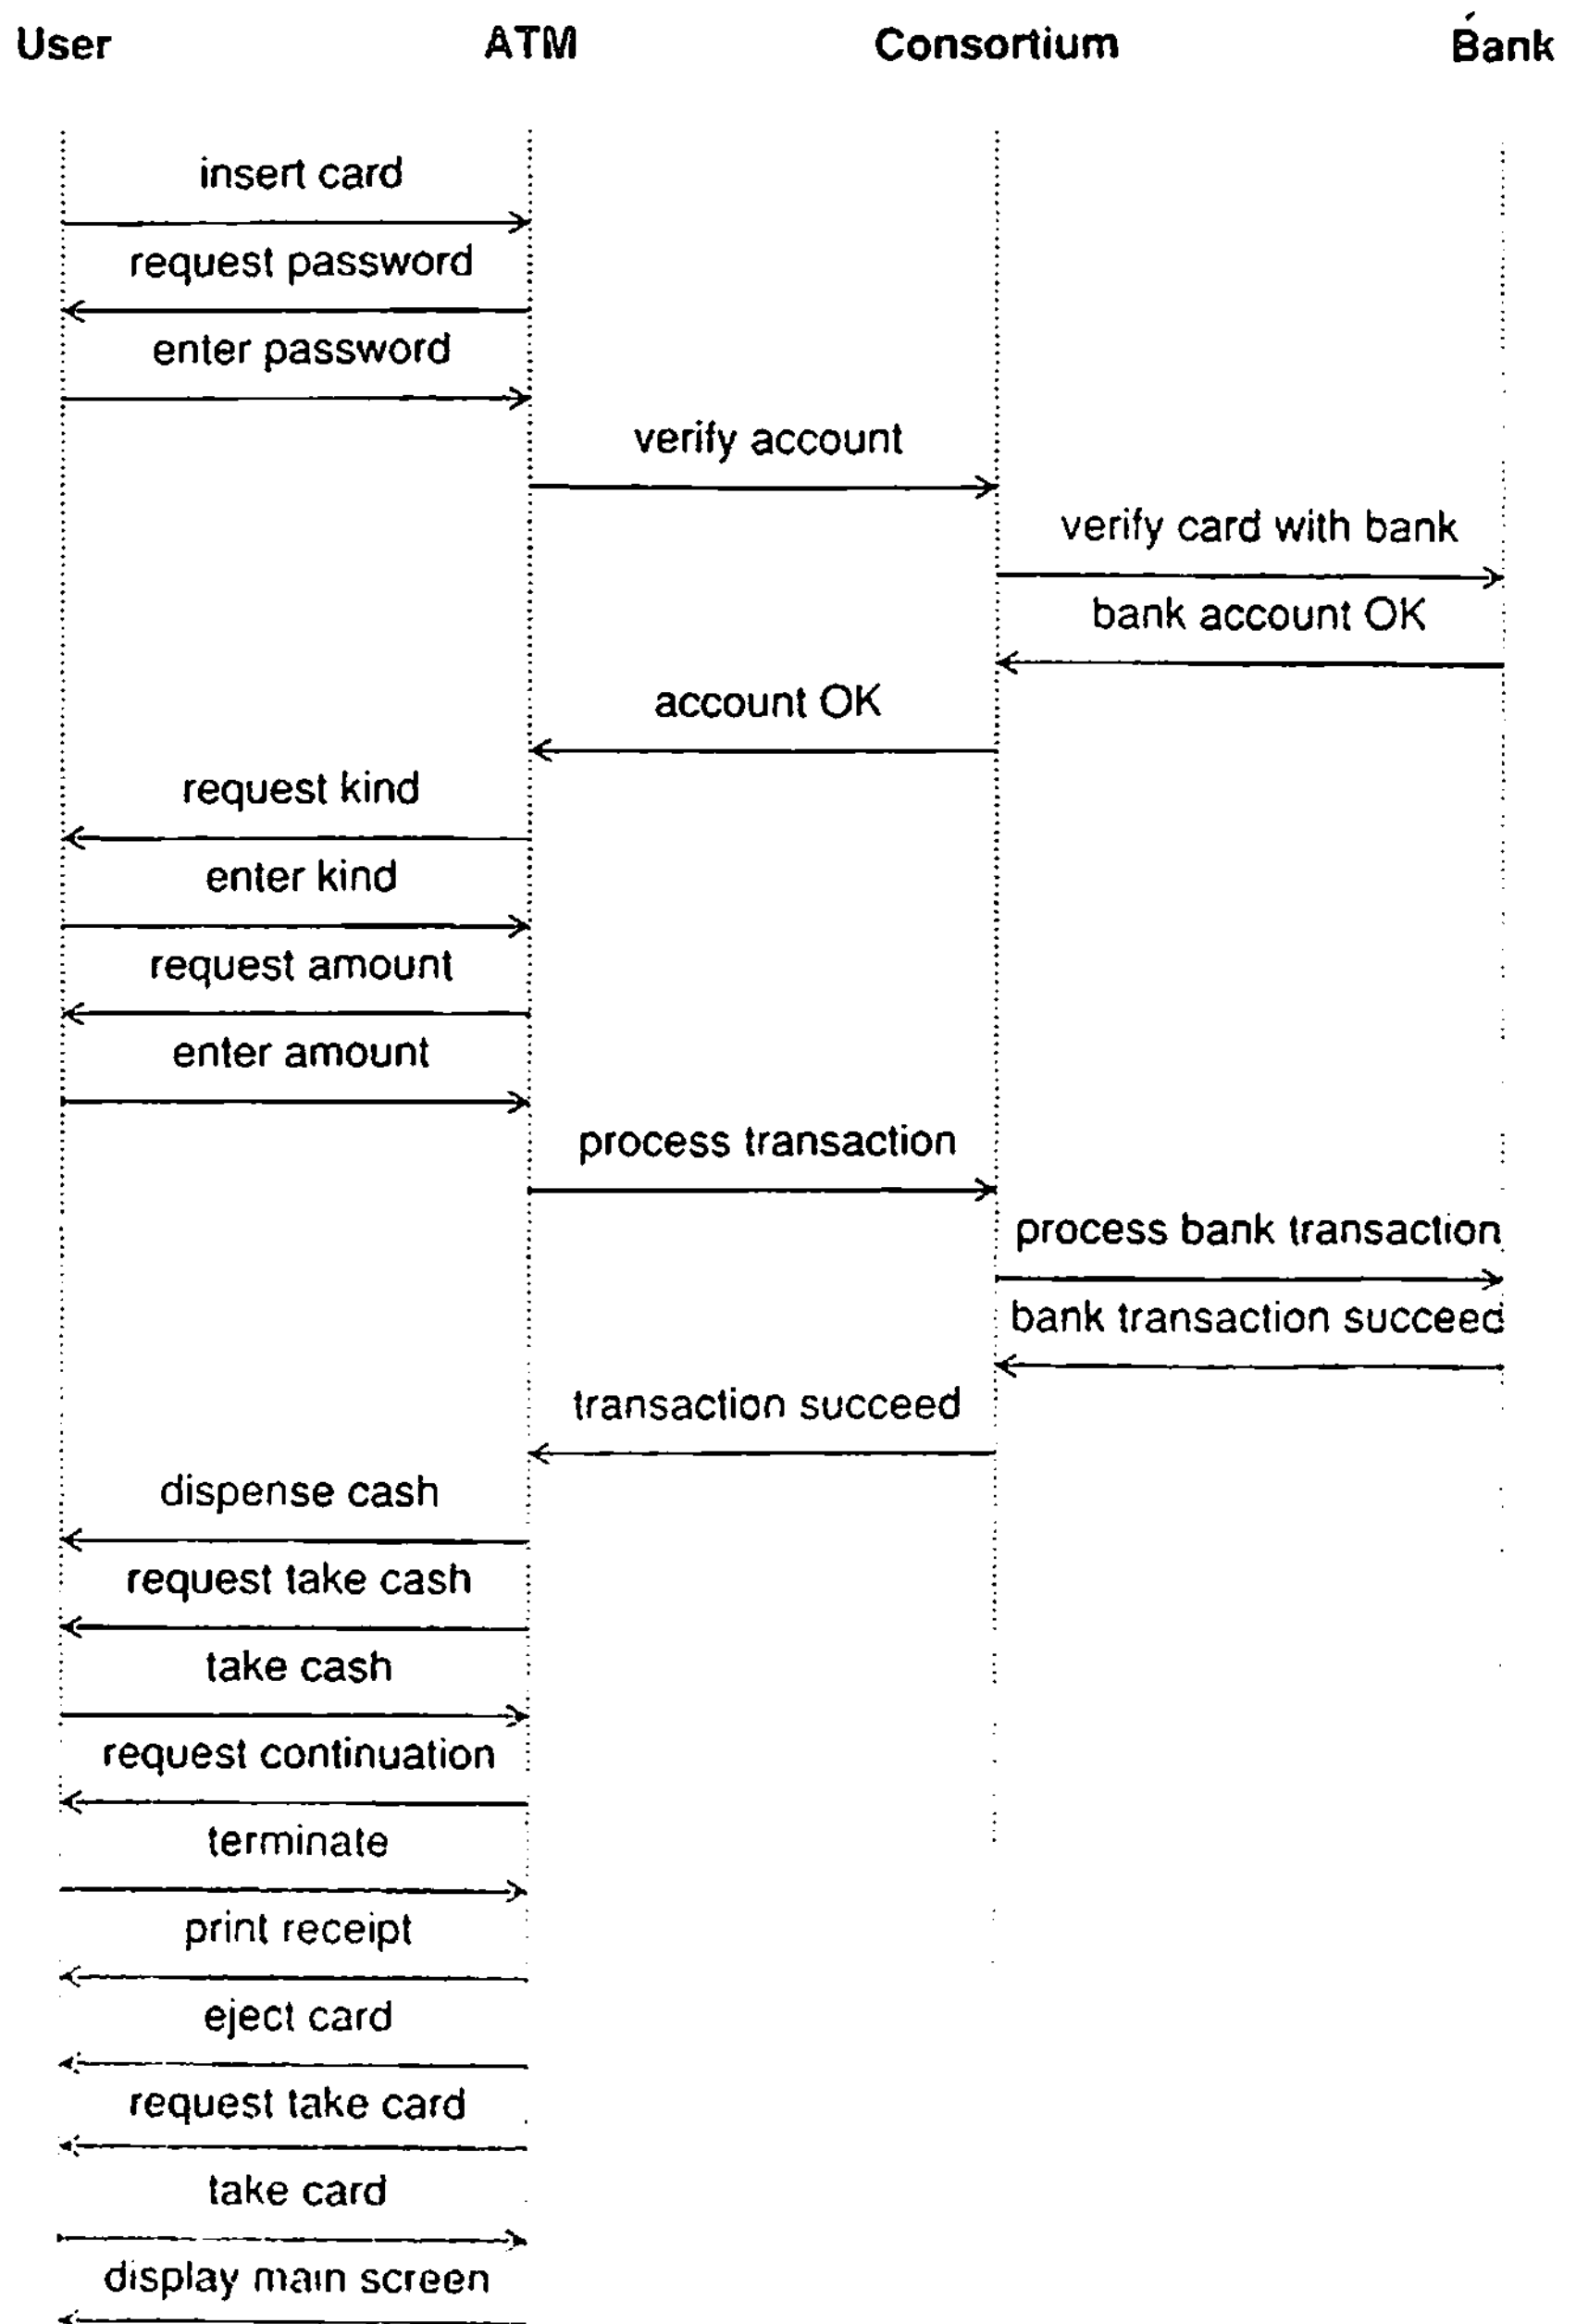 User ATM Consortium Bank
insert card
request password
enter password
verify account
verify card with bank
bank account OK
account OK
request kind
enter kind
request amount
enter amount
process transaction
process bank transaction
bank transaction succeed
transaction succeed
dispense cash
request take cash
take cash
request continuation
terminate
print receipt
eject card
request take card
take card
display main screen